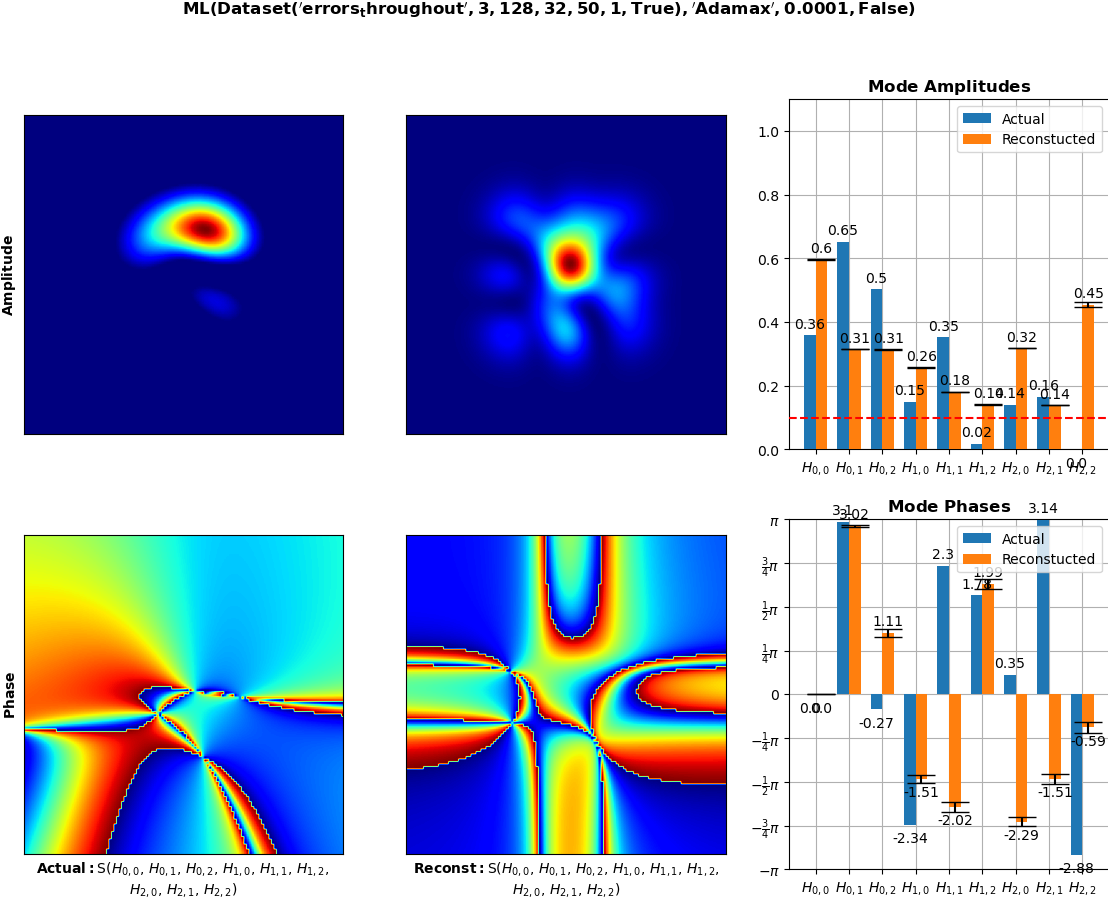 ML(Dataset('errors_throughout', 3, 128, 32, 50, 1, True), 'Adamax', 0.0001, False)
Amplitude
Mode Amplitudes
Actual
Reconstucted
1.0
0.8
0.6
0.4
0.2
0.0
0.36
0.6
0.65
0.31
0.5
0.31
0.15
0.26
0.35
0.18
0.02
0.14
0.14
0.32
0.16
0.14
0.0
0.45
H0,0 H0,1 H0,2 H1,0 H1,1 H1,2 H2,0 H2,1 H2,2
Phase
Actual:S(H0,0, H0,1, H0,2, H1,0, H1,1, H1,2,
H2,0, H2,1, H2,2)
Reconst:S(H0,0, H0,1, H0,2, H1,0, H1,1, H1,2,
H2,0, H2,1, H2,2)
Mode Phases
Actual
Reconstucted
π
3/4π
1/2π
1/4π
0
−1/4π
−1/2π
−3/4π
−π
0.0
0.0
3.1
3.02
-0.27
1.11
-2.34
-1.51
2.3
-2.02
1.78
1.99
0.35
-2.29
3.14
-1.51
-2.88
-0.59
H0,0 H0,1 H0,2 H1,0 H1,1 H1,2 H2,0 H2,1 H2,2